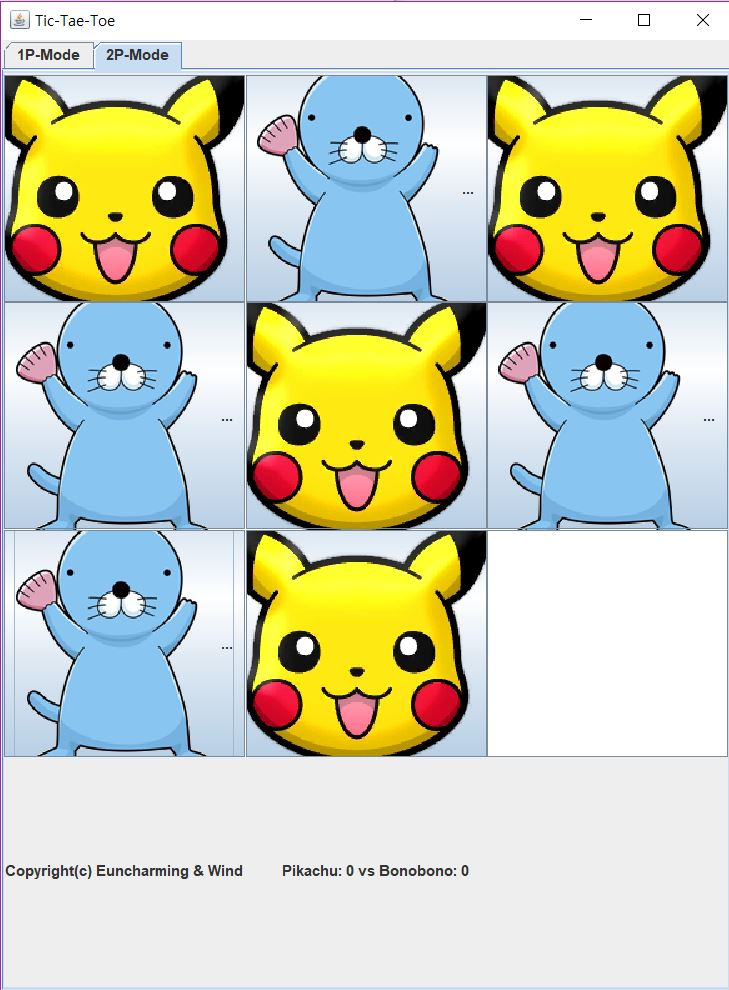 Tic-Tae-Toe
1P-Mode 2P-Mode
...
... ...
...
Copyright(c) Euncharming & Wind Pikachu: 0 vs Bonobono: 0